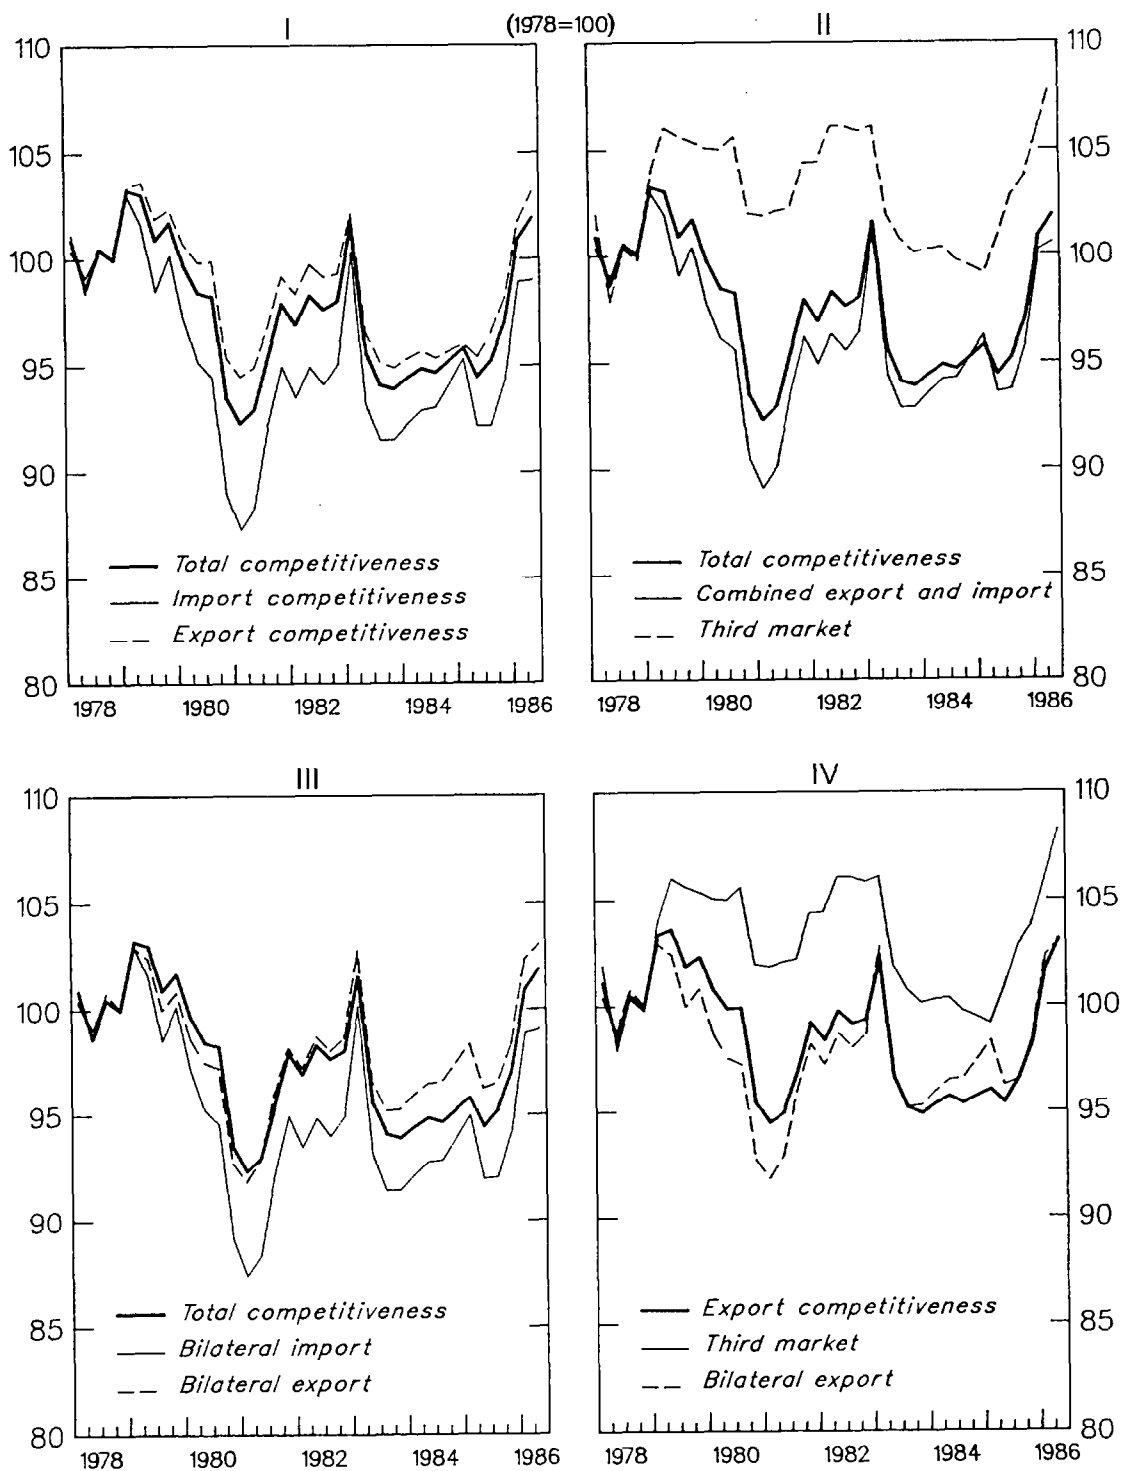 I
(1978=100)
II
110
105
100
95
90
85
80
110
105
100
95
90
85
80
Total competitiveness
Import competitiveness
Export competitiveness
Total competitiveness
Combined export and import
Third market
1978 1980 1982 1984 1986
1978 1980 1982 1984 1986
III
IV
110
105
100
95
90
85
80
110
105
100
95
90
85
80
Total competitiveness
Bilateral import
Bilateral export
Export competitiveness
Third market
Bilateral export
1978 1980 1982 1984 1986
1978 1980 1982 1984 1986